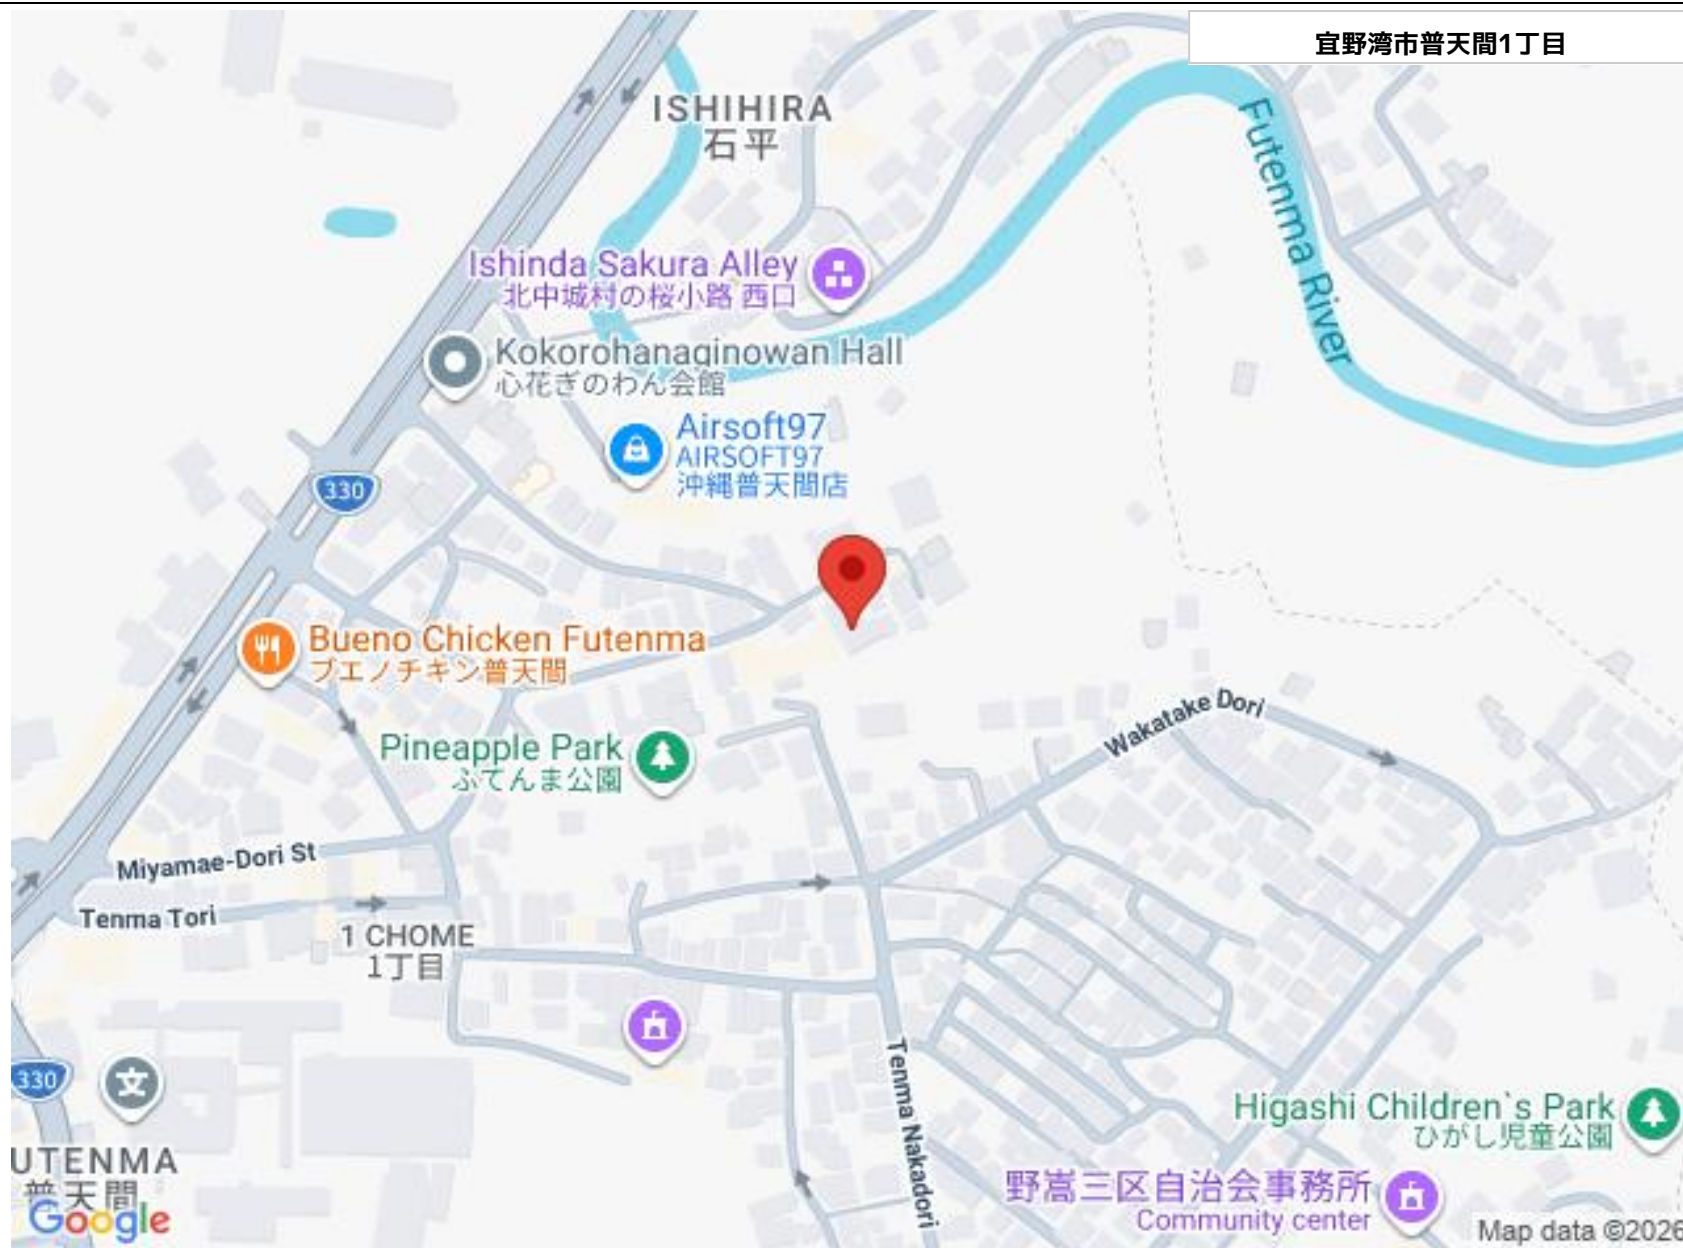 宜野湾市普天間1丁目
ISHIHIRA
石平
Futenma River
Ishinda Sakura Alley
北中城村の桜小路 西口
Kokorohanaginowan Hall
心花ぎのわん会館
Airsoft97
AIRSOFT97
沖縄普天間店
330
Bueno Chicken Futenma
ブエノチキン普天間
Wakatake Dori
Pineapple Park
ふてんま公園
Miyamae-Dori St
Tenma Tori
1 CHOME
1丁目
Tenma Nakadori
330
文
UTENMA
普天間
Higashi Children`s Park
ひがし児童公園
野嵩三区自治会事務所
Community center
Google
Map data ©2026